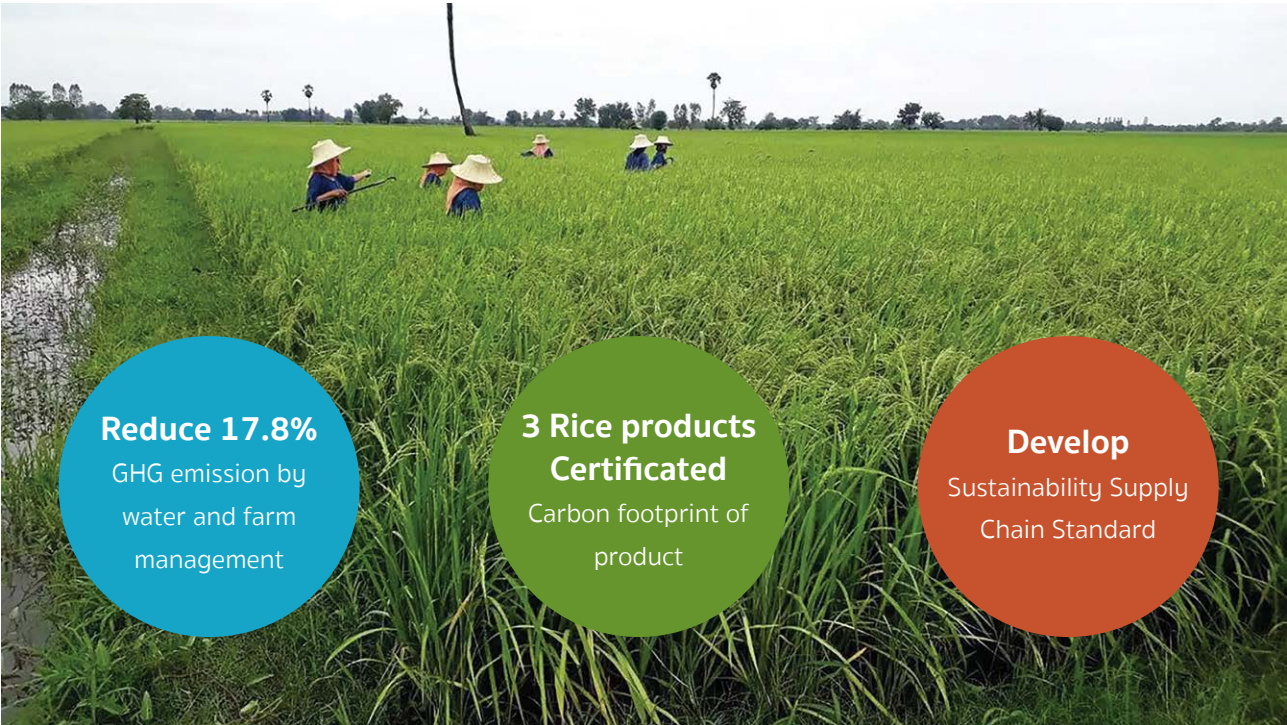 Reduce 17.8%
GHG emission by
water and farm
management
3 Rice products
Certificated
Carbon footprint of
product
Develop
Sustainability Supply
Chain Standard